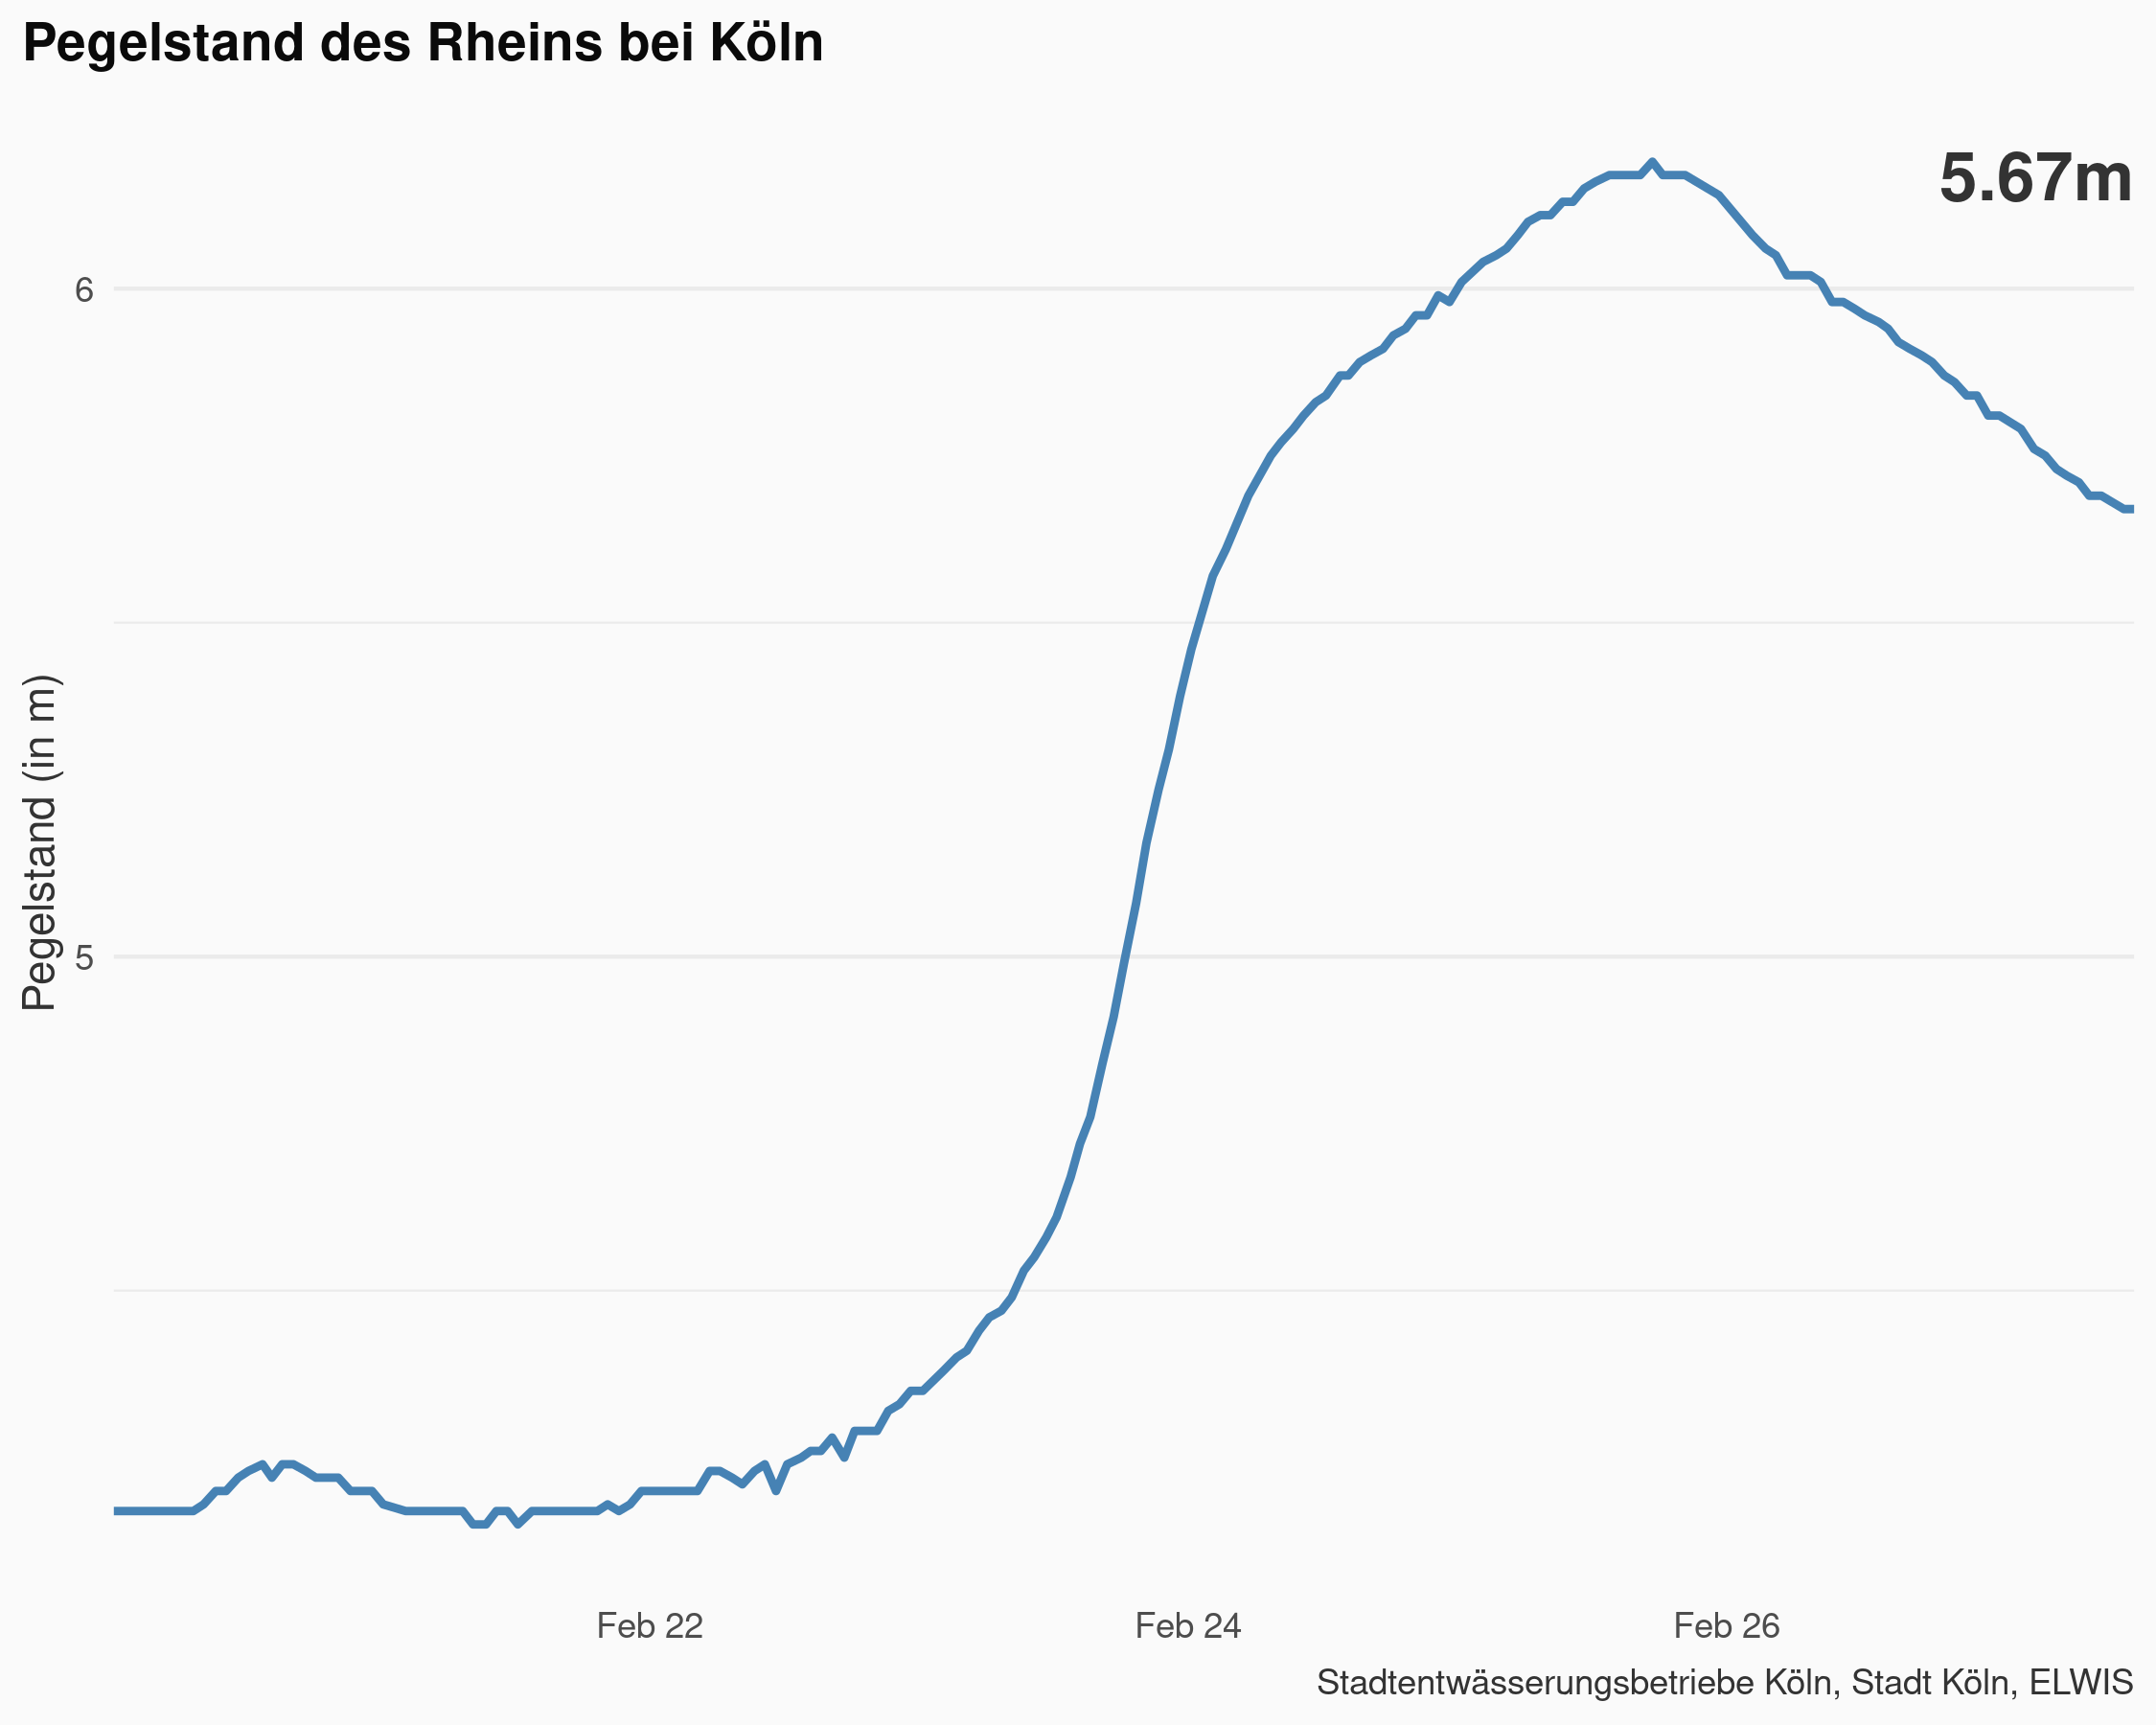 Pegelstand des Rheins bei Köln
5.67m
6
Pegelstand (in m)
5
Feb 22
Feb 24
Feb 26
Stadtentwässerungsbetriebe Köln, Stadt Köln, ELWIS